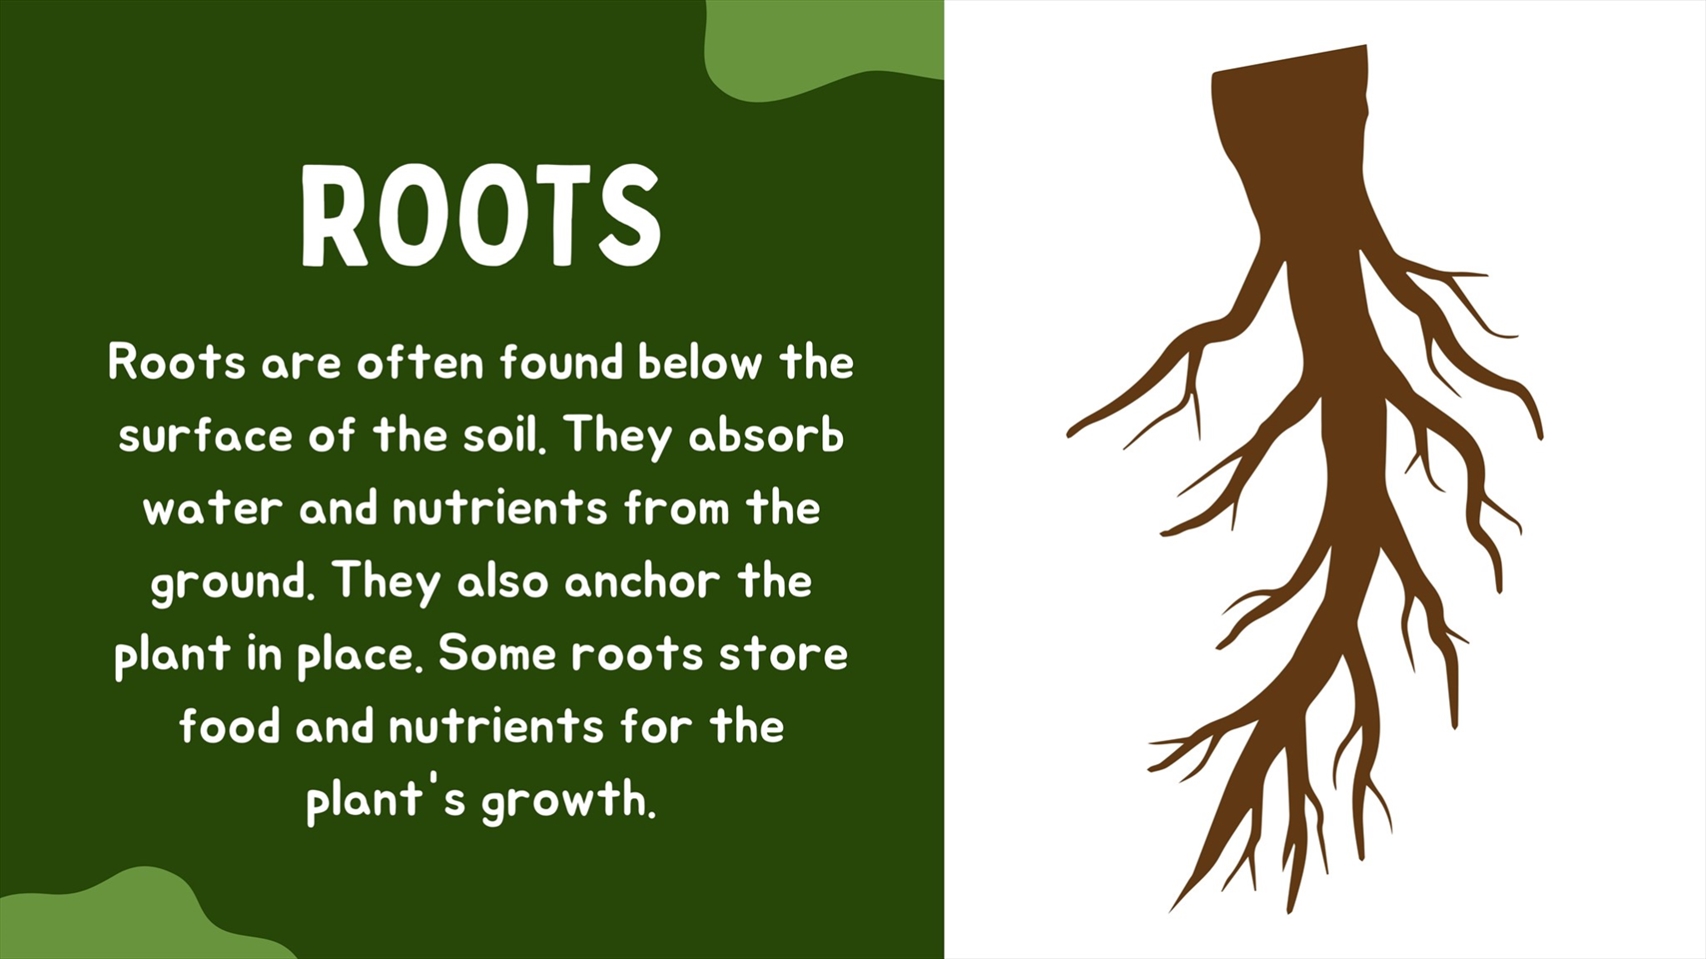 ROOTS
Roots are often found below the
surface of the soil. They absorb
water and nutrients from the
ground. They also anchor the
plant in place. Some roots store
food and nutrients for the
plant's growth.